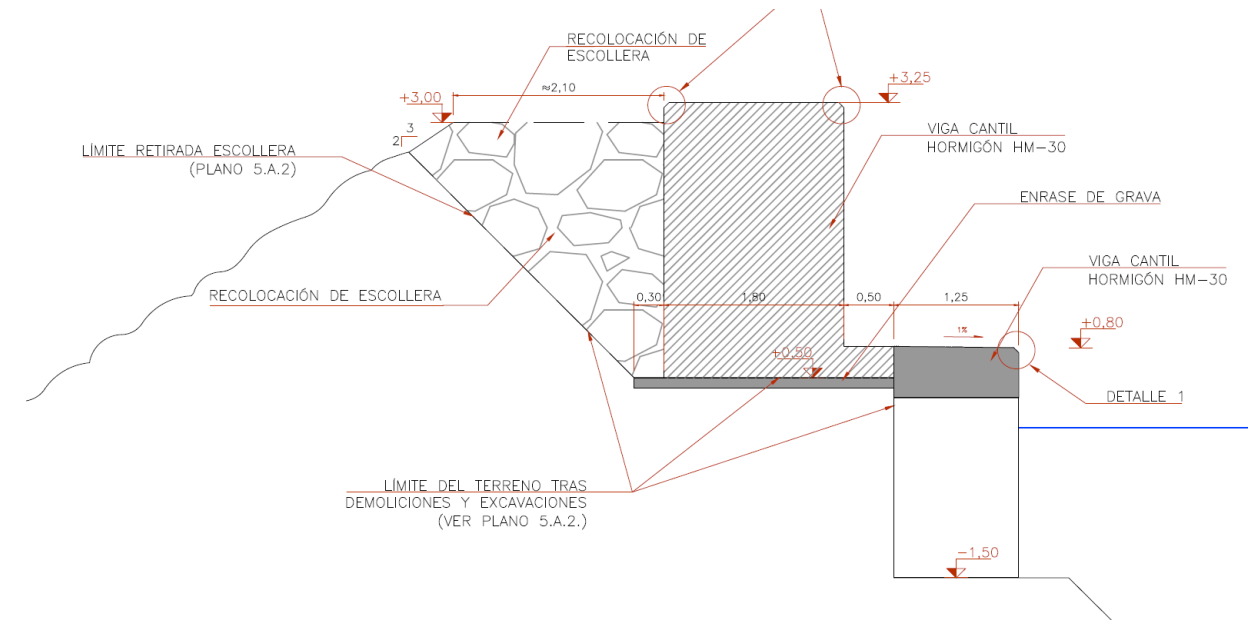 RECOLOCACIÓN DE
ESCOLLERA
≈2,10
+3,00
+3,25
3
2
LÍMITE RETIRADA ESCOLLERA
(PLANO 5.A.2)
VIGA CANTIL
HORMIGÓN HM-30
ENRASE DE GRAVA
VIGA CANTIL
HORMIGÓN HM-30
RECOLOCACIÓN DE ESCOLLERA
0,30
1,80
0,50
1,25
1%
+0,80
+0,50
DETALLE 1
LÍMITE DEL TERRENO TRAS
DEMOLICIONES Y EXCAVACIONES
(VER PLANO 5.A.2.)
-1,50